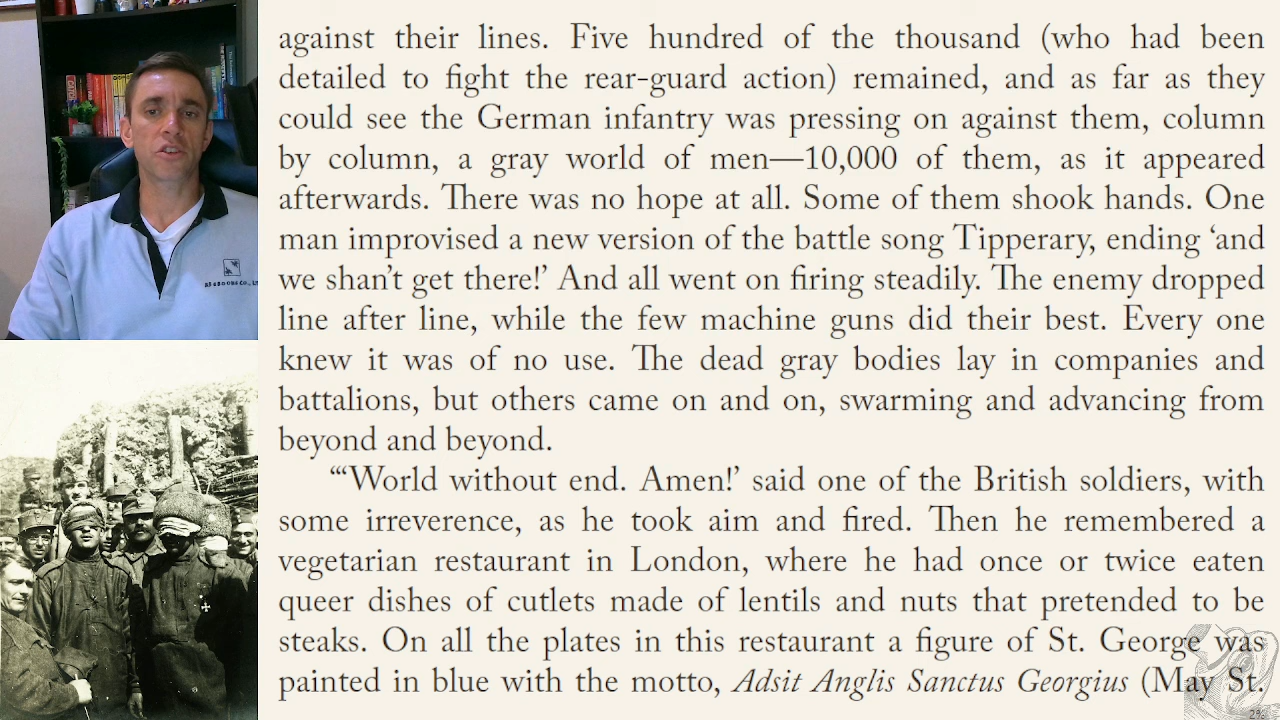 against their lines. Five hundred of the thousand (who had been
detailed to fight the rear-guard action) remained, and as far as they
could see the German infantry was pressing on against them, column
by column, a gray world of men—10,000 of them, as it appeared
afterwards. There was no hope at all. Some of them shook hands. One
man improvised a new version of the battle song Tipperary, ending ‘and
we shan’t get there!’ And all went on firing steadily. The enemy dropped
line after line, while the few machine guns did their best. Every one
knew it was of no use. The dead gray bodies lay in companies and
battalions, but others came on and on, swarming and advancing from
beyond and beyond.
“‘World without end. Amen!’ said one of the British soldiers, with
some irreverence, as he took aim and fired. Then he remembered a
vegetarian restaurant in London, where he had once or twice eaten
queer dishes of cutlets made of lentils and nuts that pretended to be
steaks. On all the plates in this restaurant a figure of St. George was
painted in blue with the motto, Adsit Anglis Sanctus Georgius (May St.
2%